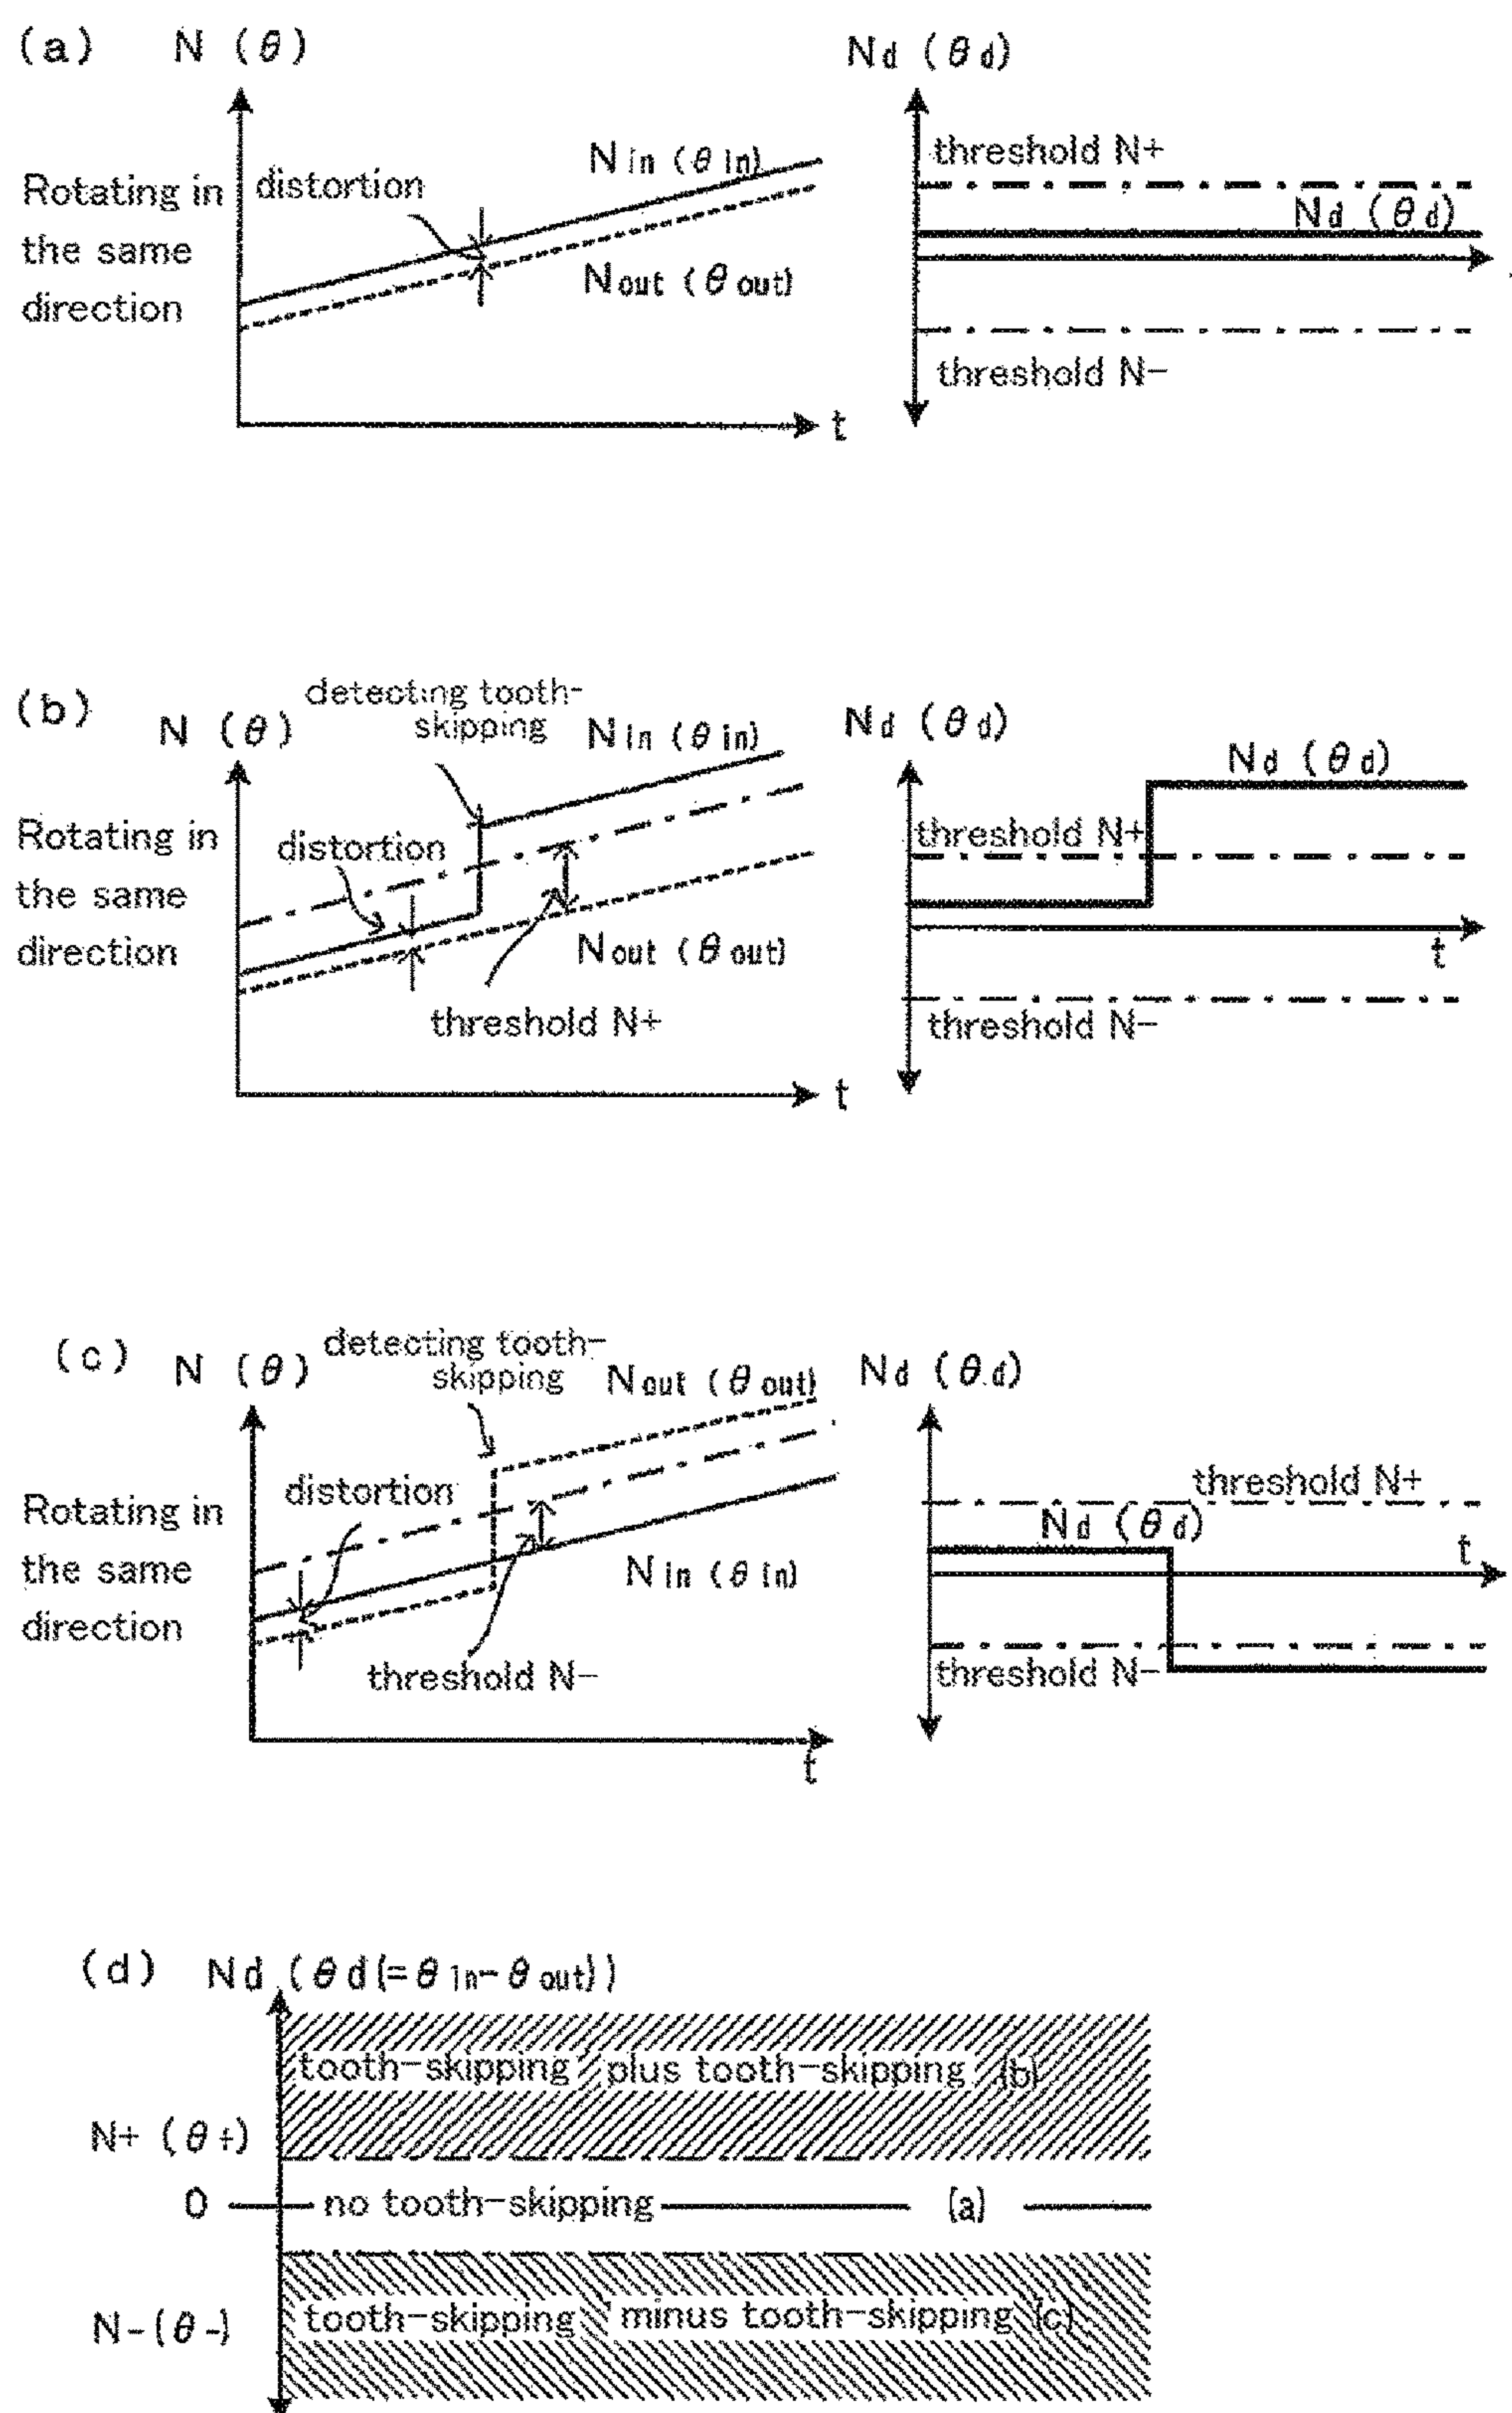 (a) N (θ)
Nd (θd)
Rotating in
the same
direction
distortion
Nin (θin)
Nout (θout)
t
threshold N+
Nd (θd)
threshold N-
(b) N (θ)
detecting tooth-
skipping
Nin (θin)
Nd (θd)
Rotating in
the same
direction
distortion
Nout (θout)
threshold N+
t
Nd (θd)
threshold N+
t
threshold N-
(c) N (θ)
detecting tooth-
skipping
Nout (θout)
Nd (θd)
Rotating in
the same
direction
distortion
Nin (θin)
threshold N-
t
threshold N+
Nd (θd)
t
threshold N-
(d) Nd (θd(=θin-θout))
tooth-skipping plus tooth-skipping (b)
N+ (θ+)
0 no tooth-skipping (a)
N-(θ-)
tooth-skipping minus tooth-skipping (c)